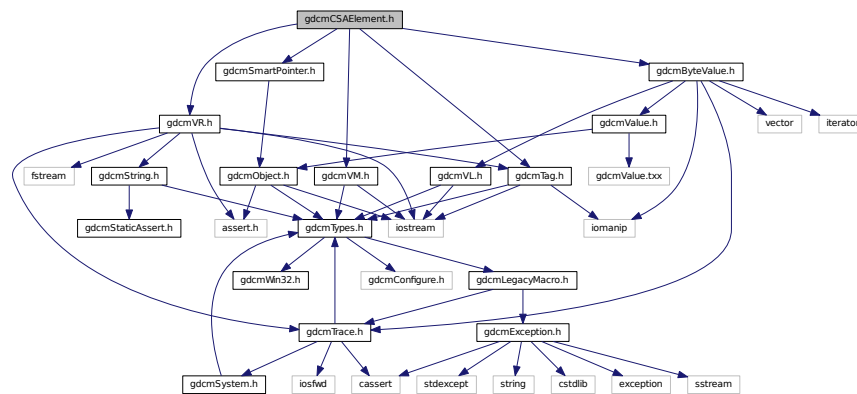 gdcmCSAElement.h
gdcmSmartPointer.h
gdcmByteValue.h
gdcmVR.h
gdcmValue.h
vector
iterator
fstream
gdcmString.h
gdcmObject.h
gdcmVM.h
gdcmVL.h
gdcmTag.h
gdcmValue.txx
gdcmStaticAssert.h
assert.h
gdcmTypes.h
iostream
iomanip
gdcmWin32.h
gdcmConfigure.h
gdcmLegacyMacro.h
gdcmTrace.h
gdcmException.h
gdcmSystem.h
iosfwd
cassert
stdexcept
string
cstdlib
exception
sstream